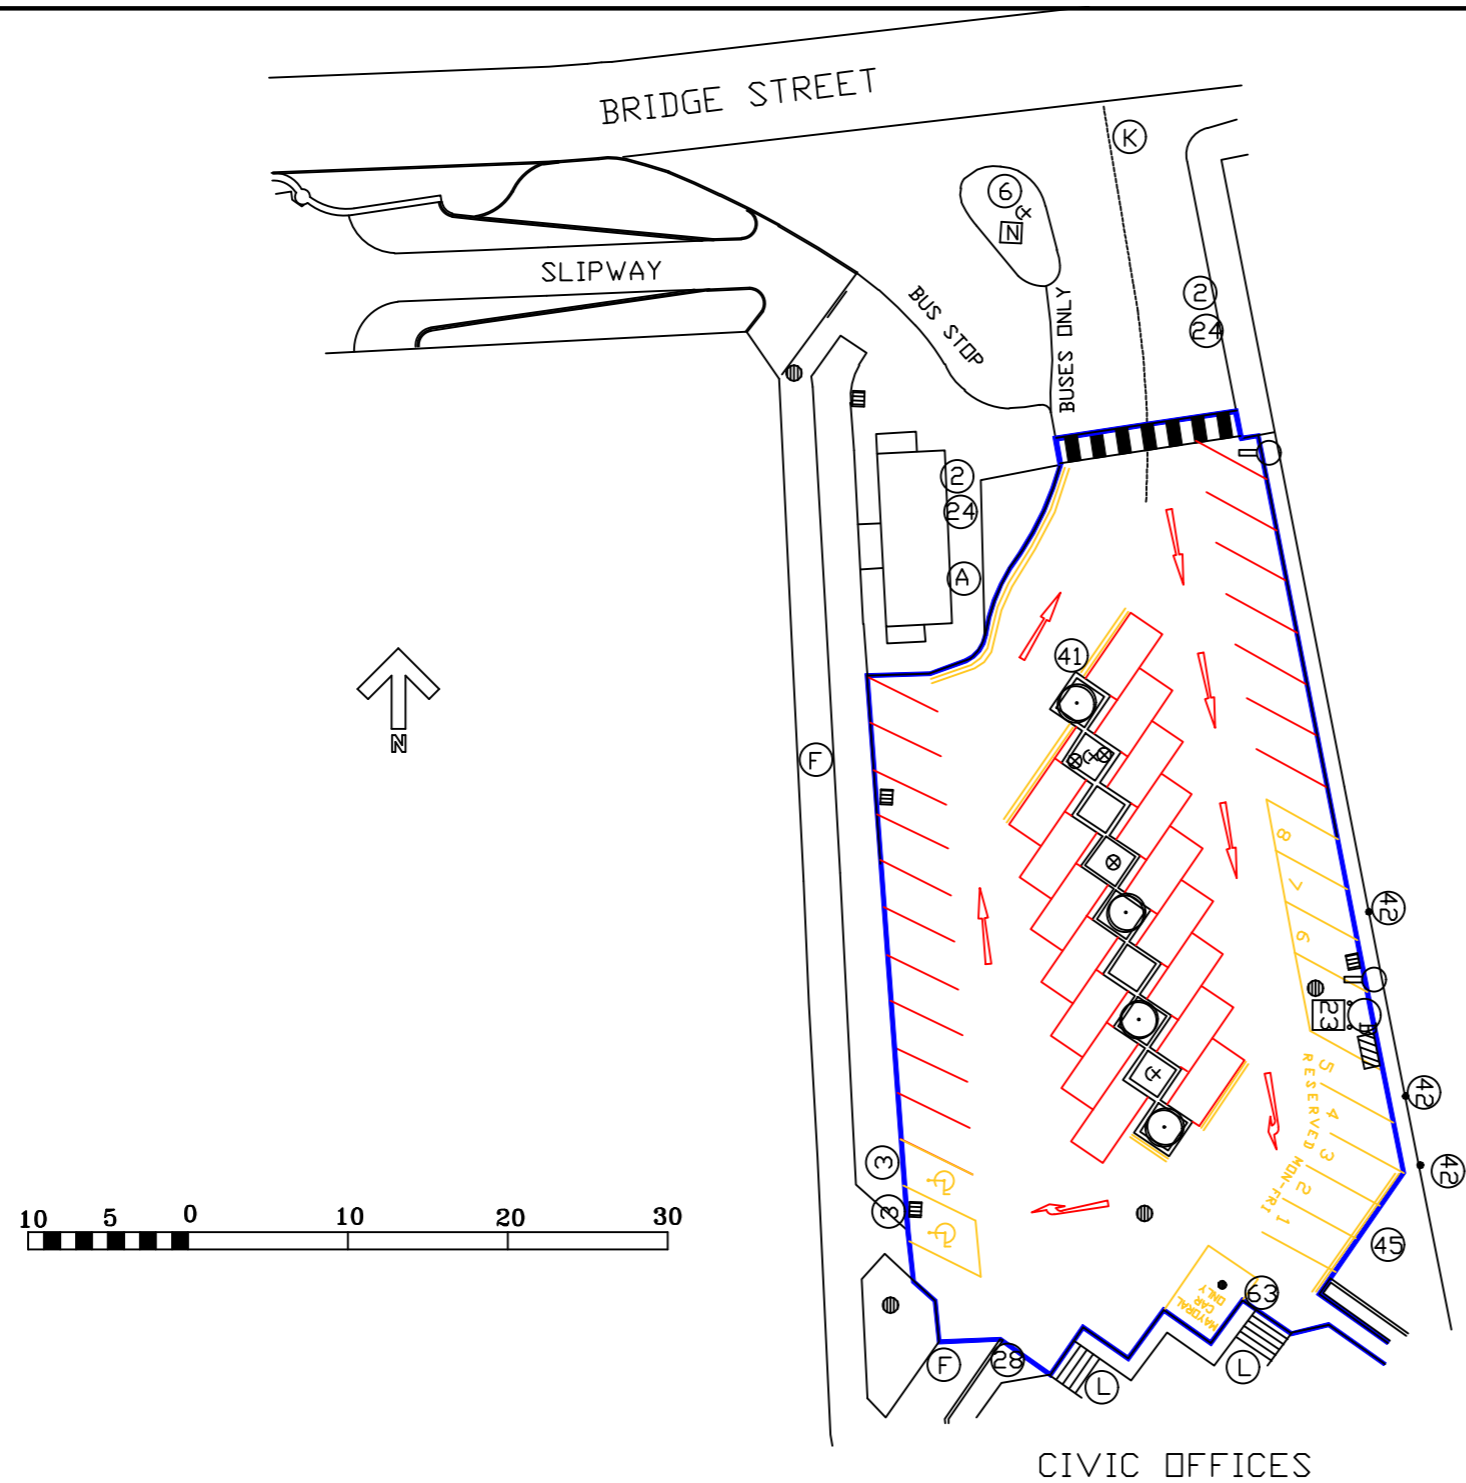 BRIDGE STREET
K
6
N
SLIPWAY
BUS STOP
BUSES ONLY
2
24
2
24
A
41
N
F
8
7
6
42
23
5
4
3
2
1
RESERVED MON-FRI
42
42
3
3
10 5 0 10 20 30
45
63
MAYORAL
CAR
ONLY
F
28
L
L
CIVIC OFFICES